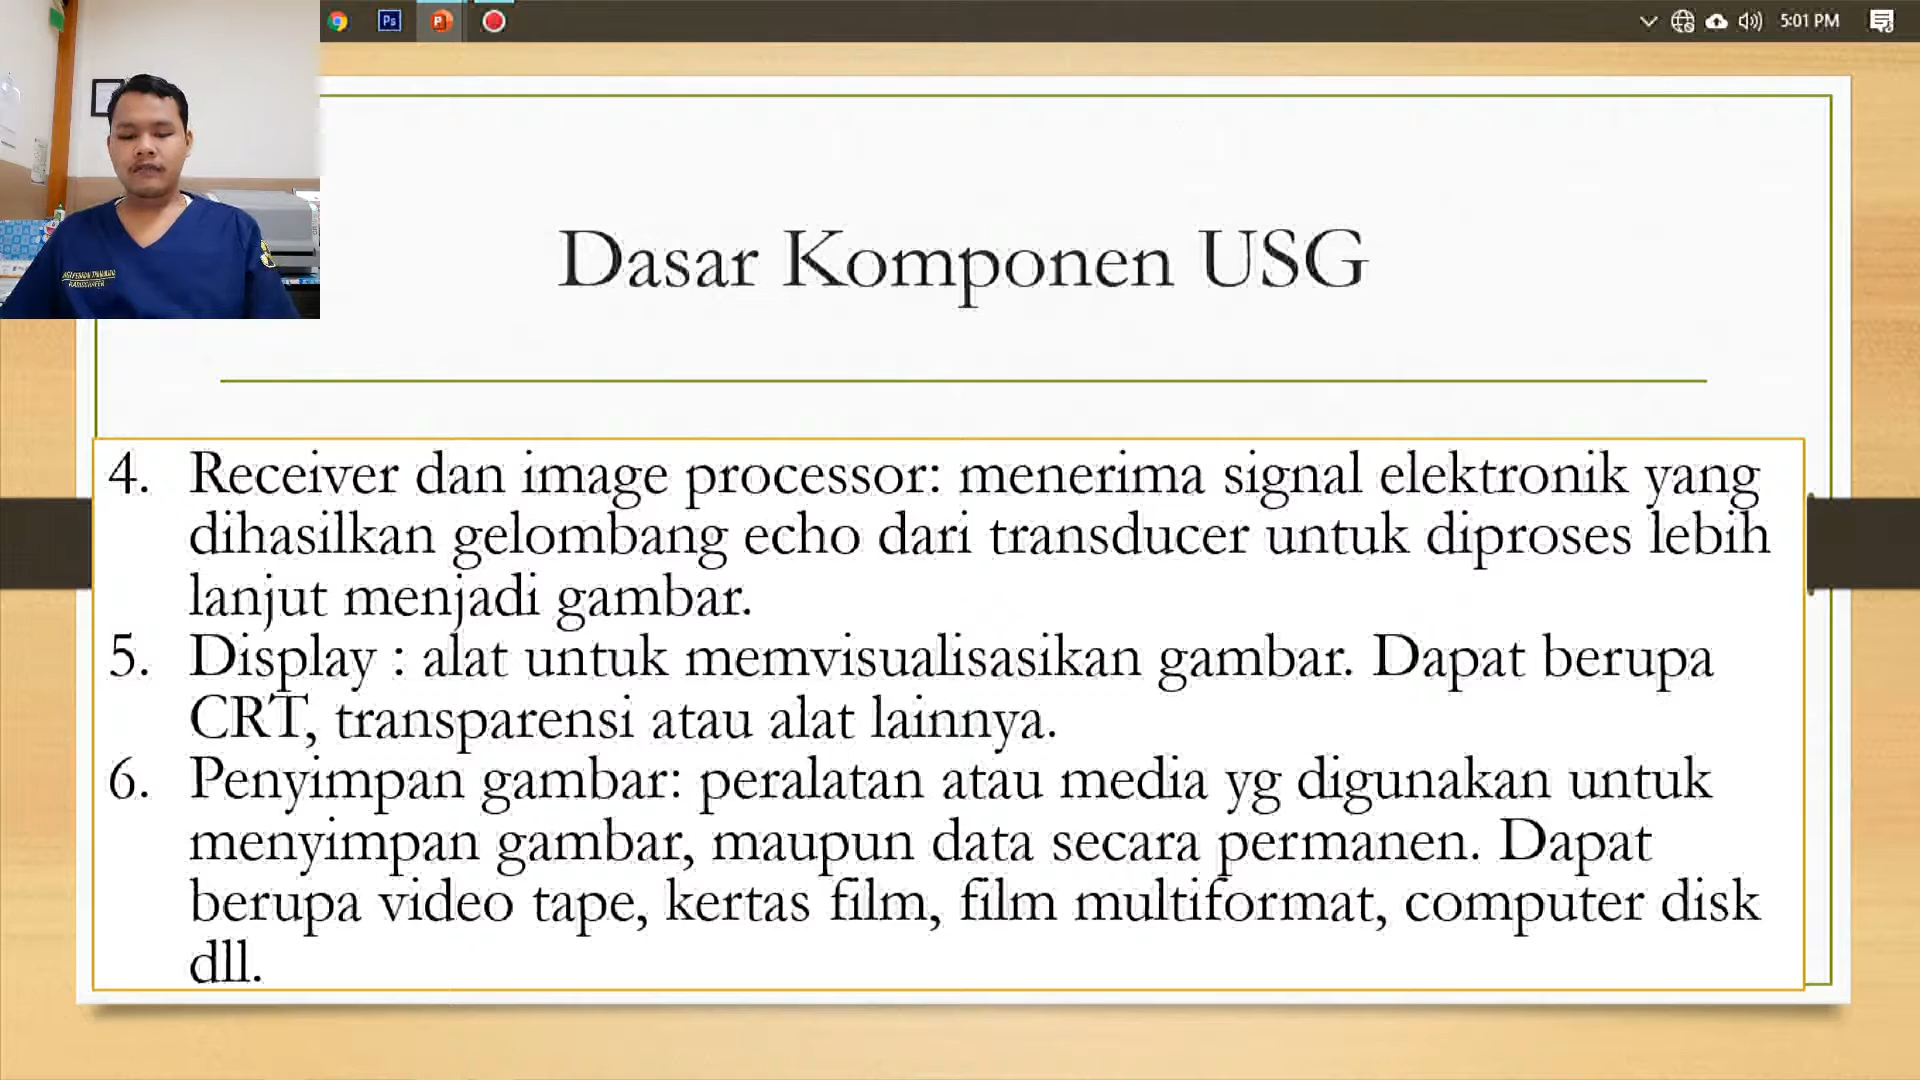 Ps
P
5:01 PM
Dasar Komponen USG
4. Receiver dan image processor: menerima signal elektronik yang
dihasilkan gelombang echo dari transducer untuk diproses lebih
lanjut menjadi gambar.
5. Display : alat untuk memvisualisasikan gambar. Dapat berupa
CRT, transparensi atau alat lainnya.
6. Penyimpan gambar: peralatan atau media yg digunakan untuk
menyimpan gambar, maupun data secara permanen. Dapat
berupa video tape, kertas film, film multiformat, computer disk
dll.